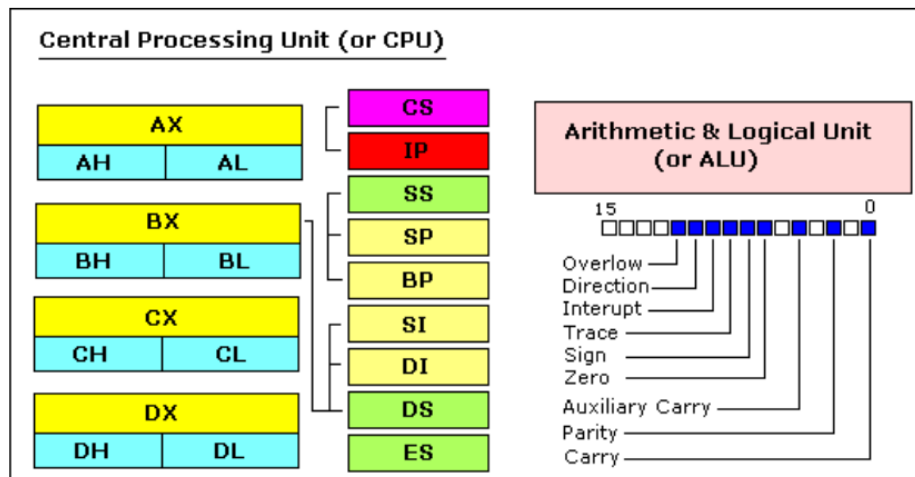 Central Processing Unit (or CPU)
AX
AH AL
BX
BH BL
CX
CH CL
DX
DH DL
CS
IP
SS
SP
BP
SI
DI
DS
ES
Arithmetic & Logical Unit
(or ALU)
15 0
Overlow
Direction
Interupt
Trace
Sign
Zero
Auxiliary Carry
Parity
Carry